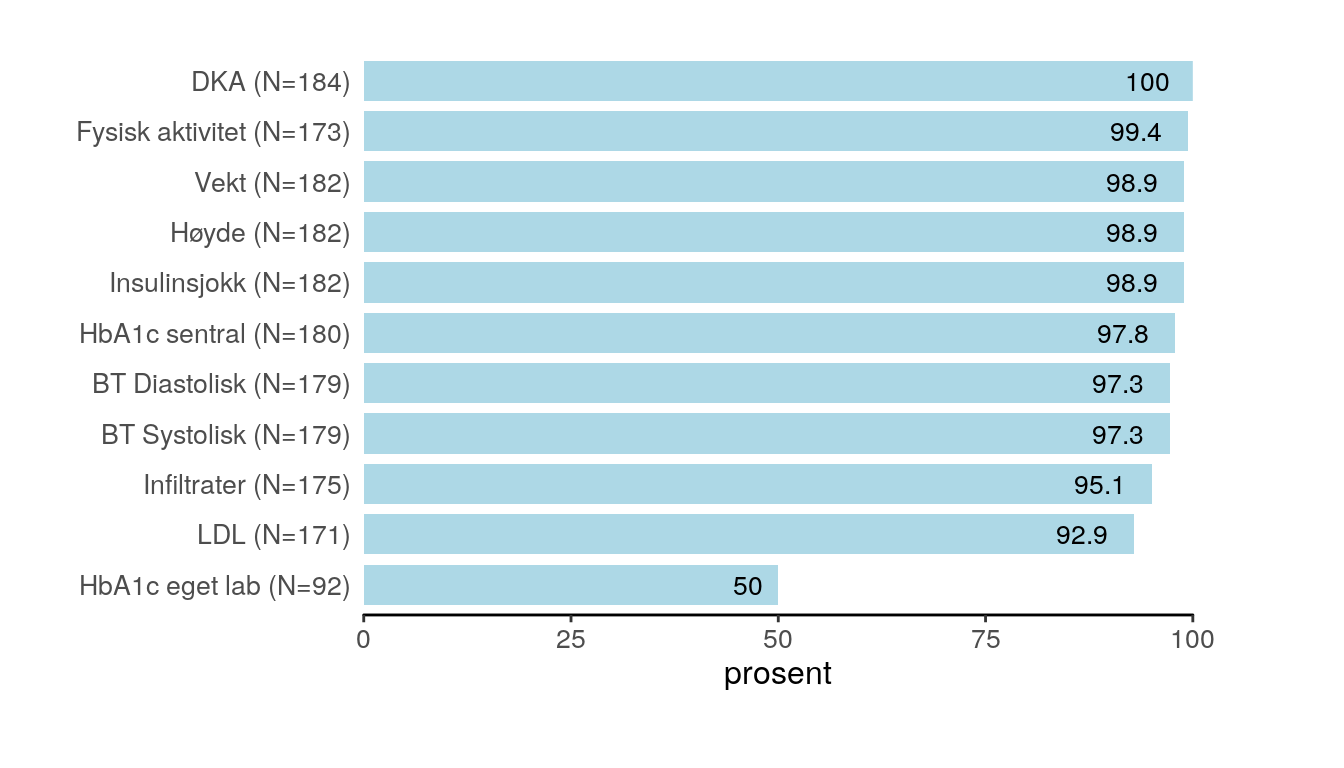 DKA (N=184) 100
Fysisk aktivitet (N=173) 99.4
Vekt (N=182) 98.9
Høyde (N=182) 98.9
Insulinsjokk (N=182) 98.9
HbA1c sentral (N=180) 97.8
BT Diastolisk (N=179) 97.3
BT Systolisk (N=179) 97.3
Infiltrater (N=175) 95.1
LDL (N=171) 92.9
HbA1c eget lab (N=92) 50
0 25 50 75 100
prosent